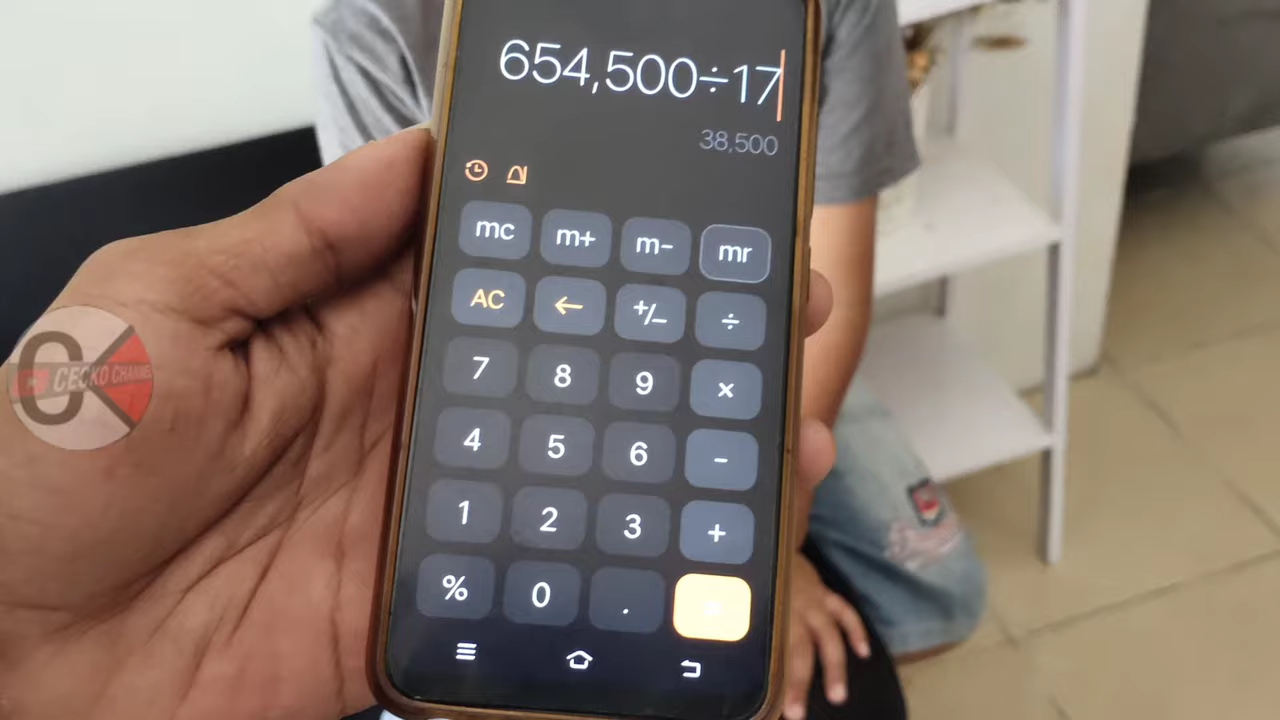 654,500÷17
38,500
mc m+ m- mr
AC ← +/- ÷
7 8 9 ×
4 5 6 -
1 2 3 +
% 0 . =
CECKO CHANNEL